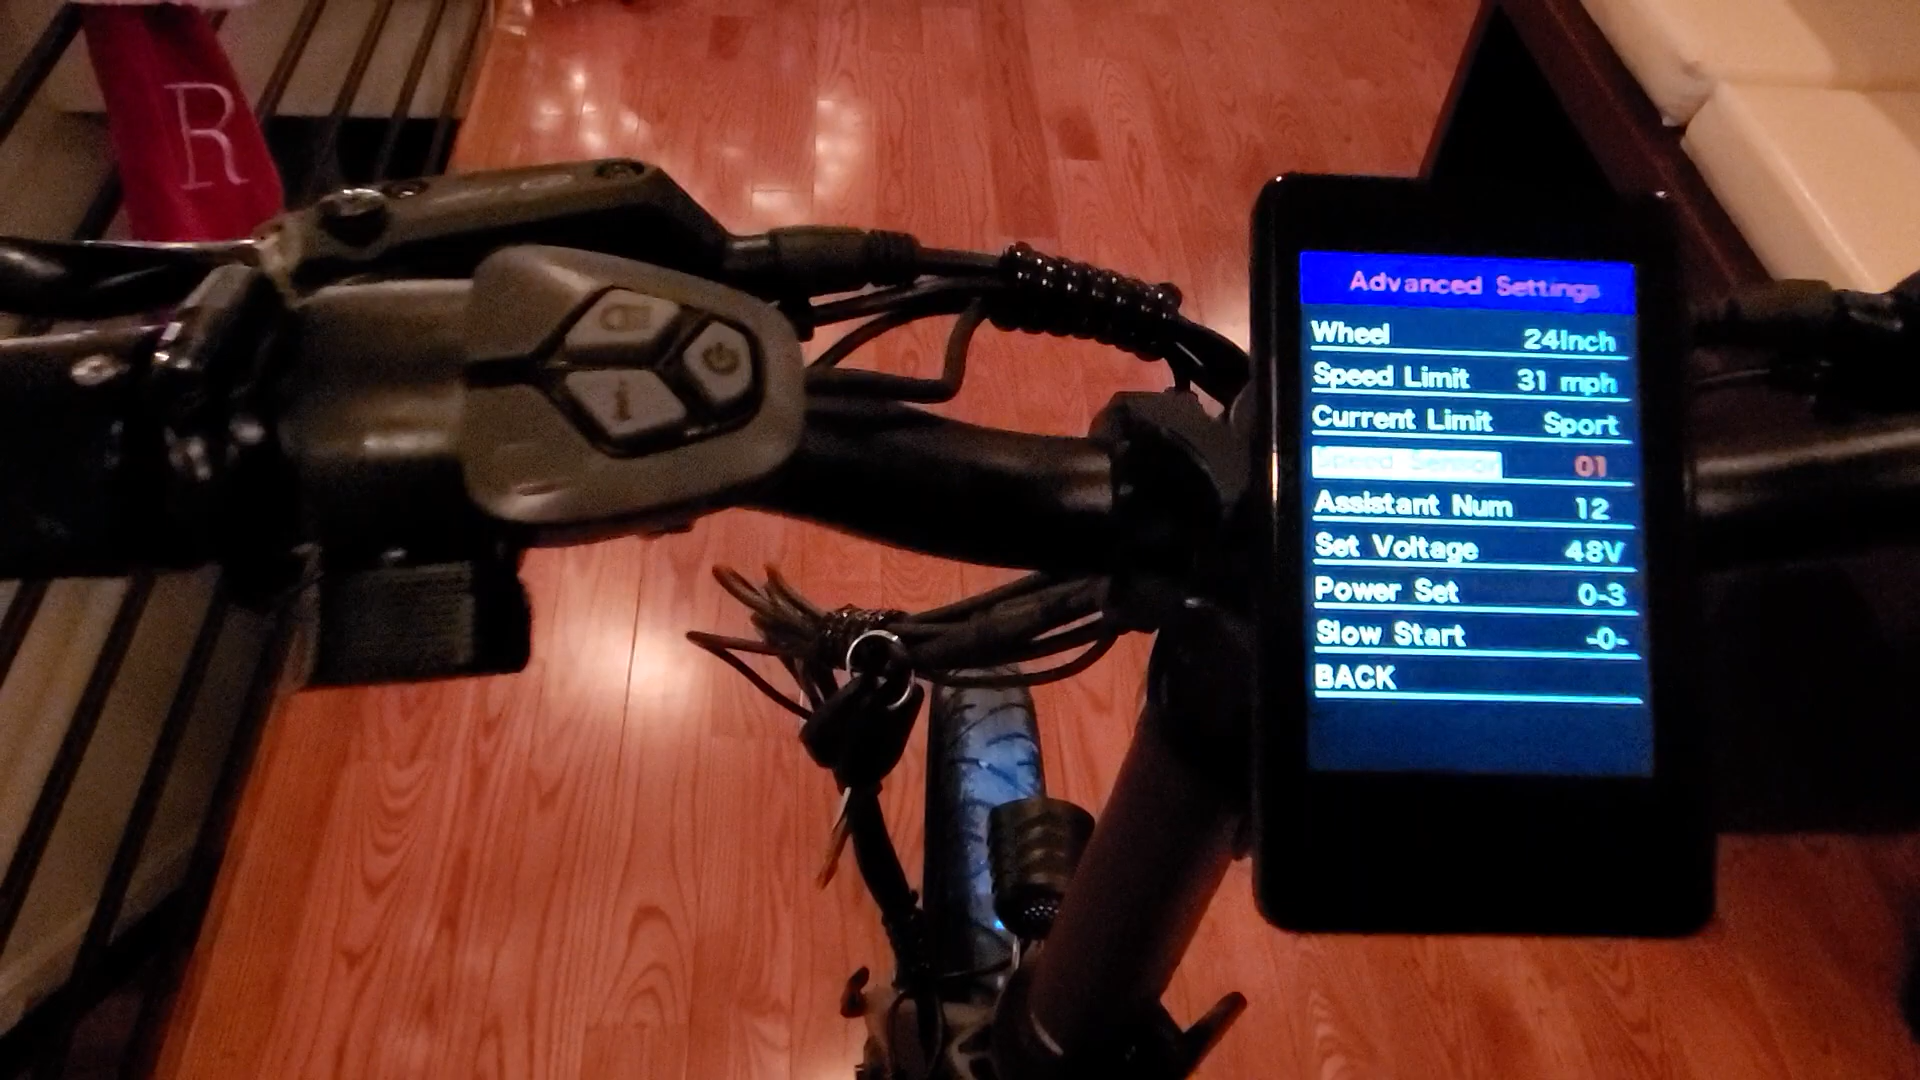 R
Advanced Settings
Wheel 24Inch
Speed Limit 31 mph
Current Limit Sport
Speed Sensor 01
Assistant Num 12
Set Voltage 48V
Power Set 0-3
Slow Start -0-
BACK